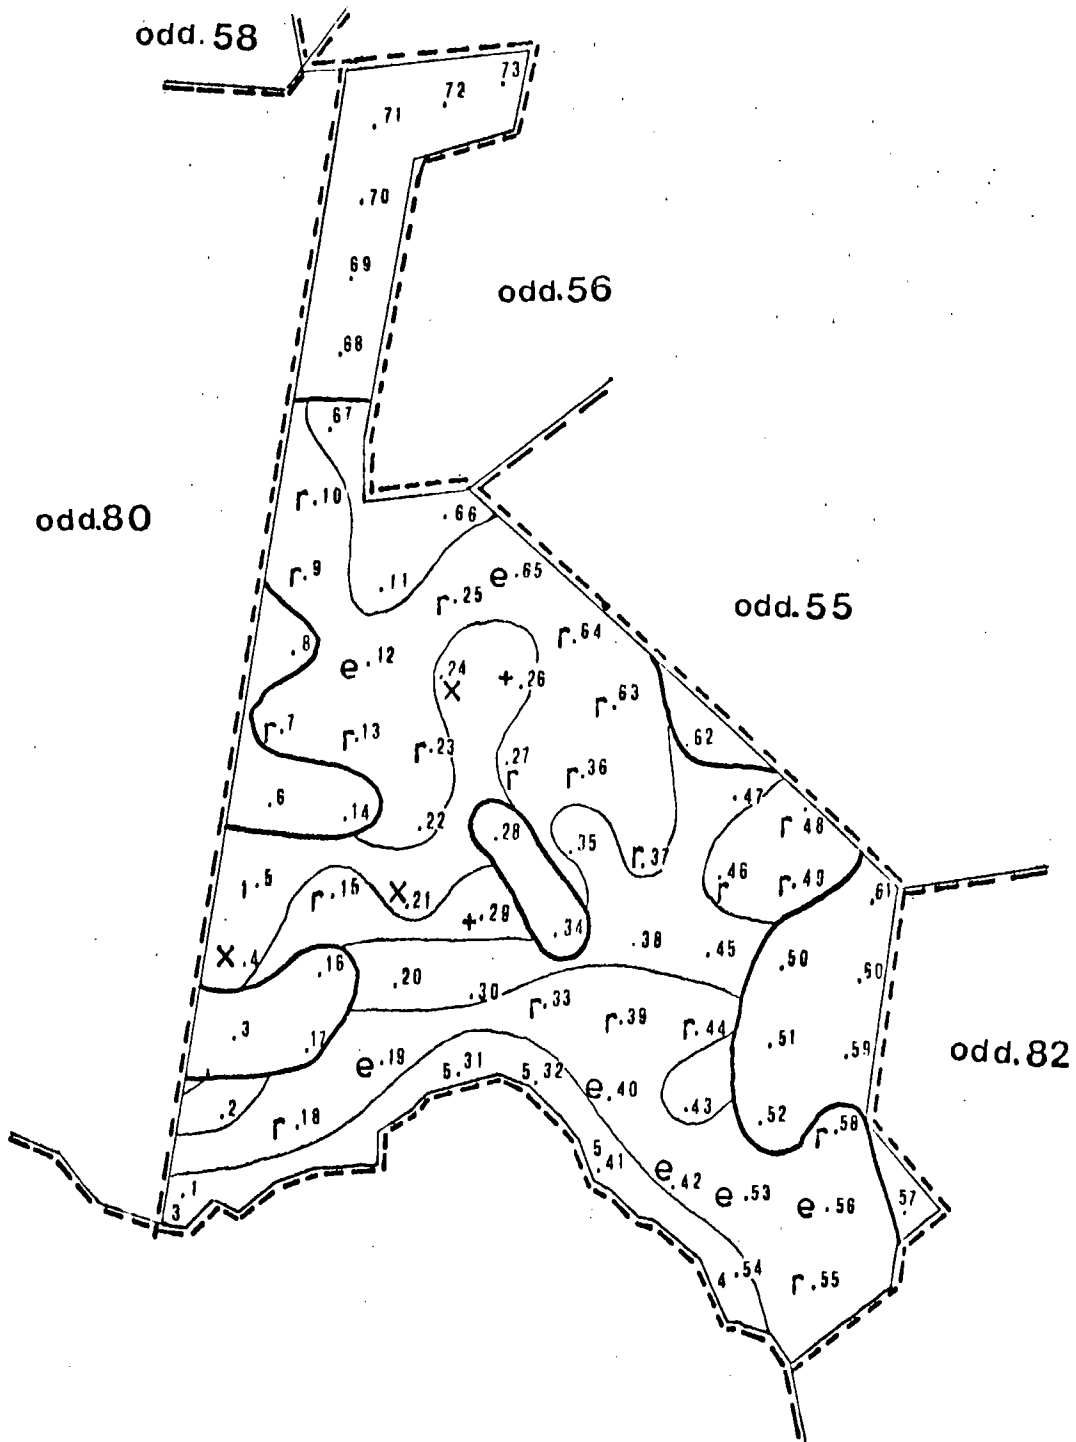 odd.58
.73
.72
.71
.70
.69
odd.56
.68
.67
r.10
.66
odd.80
r.9
.11
r.25
e.65
odd.55
r.64
.8
e.12
.24
x
+.26
r.63
r.7
r.13
r.23
.27
r
.62
r.36
.6
.14
.22
.28
.35
r.37
.47
r.48
.46
r
r.49
.61
1.5
r.15
x.21
+.29
.34
x.4
.16
.20
.30
.38
.45
.50
.60
.3
.17
r.33
r.39
r.44
.51
.59
odd.82
e.19
5.31
5.32
e.40
.43
.52
r.58
.2
r.18
5
.41
e.42
e.53
e.56
.57
.1
3
4.54
r.55